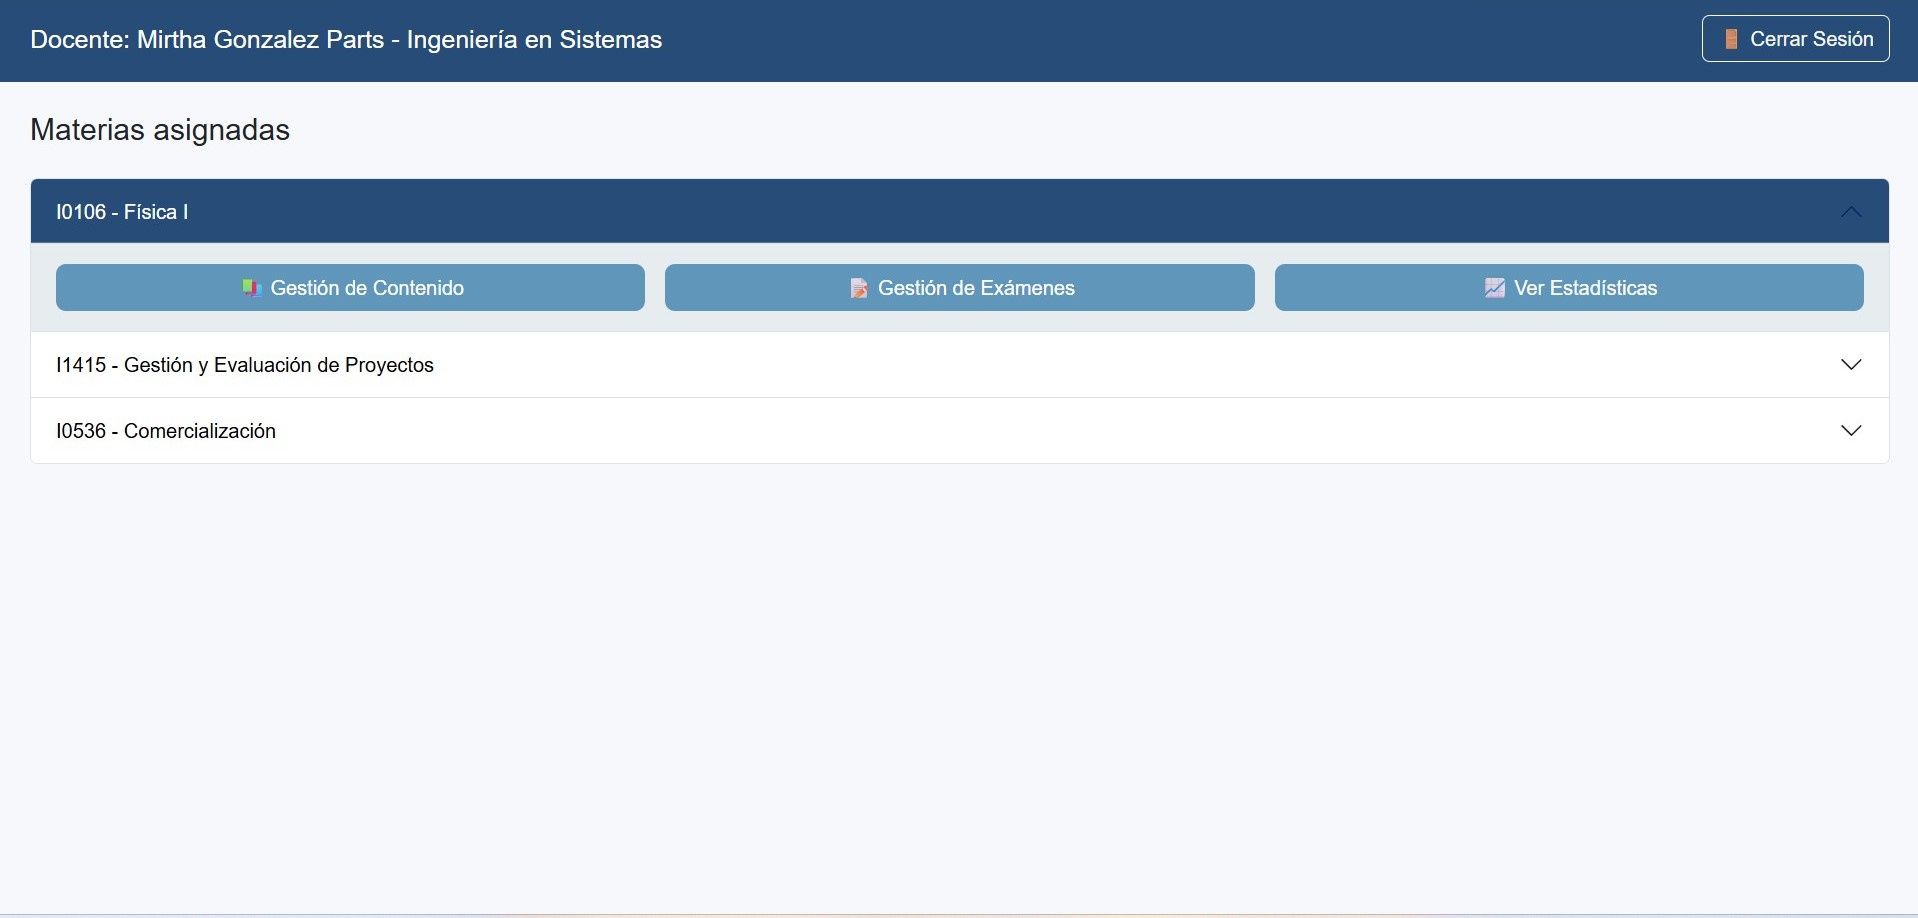 Docente: Mirtha Gonzalez Parts - Ingeniería en Sistemas
Cerrar Sesión
Materias asignadas
I0106 - Física I
Gestión de Contenido
Gestión de Exámenes
Ver Estadísticas
I1415 - Gestión y Evaluación de Proyectos
I0536 - Comercialización